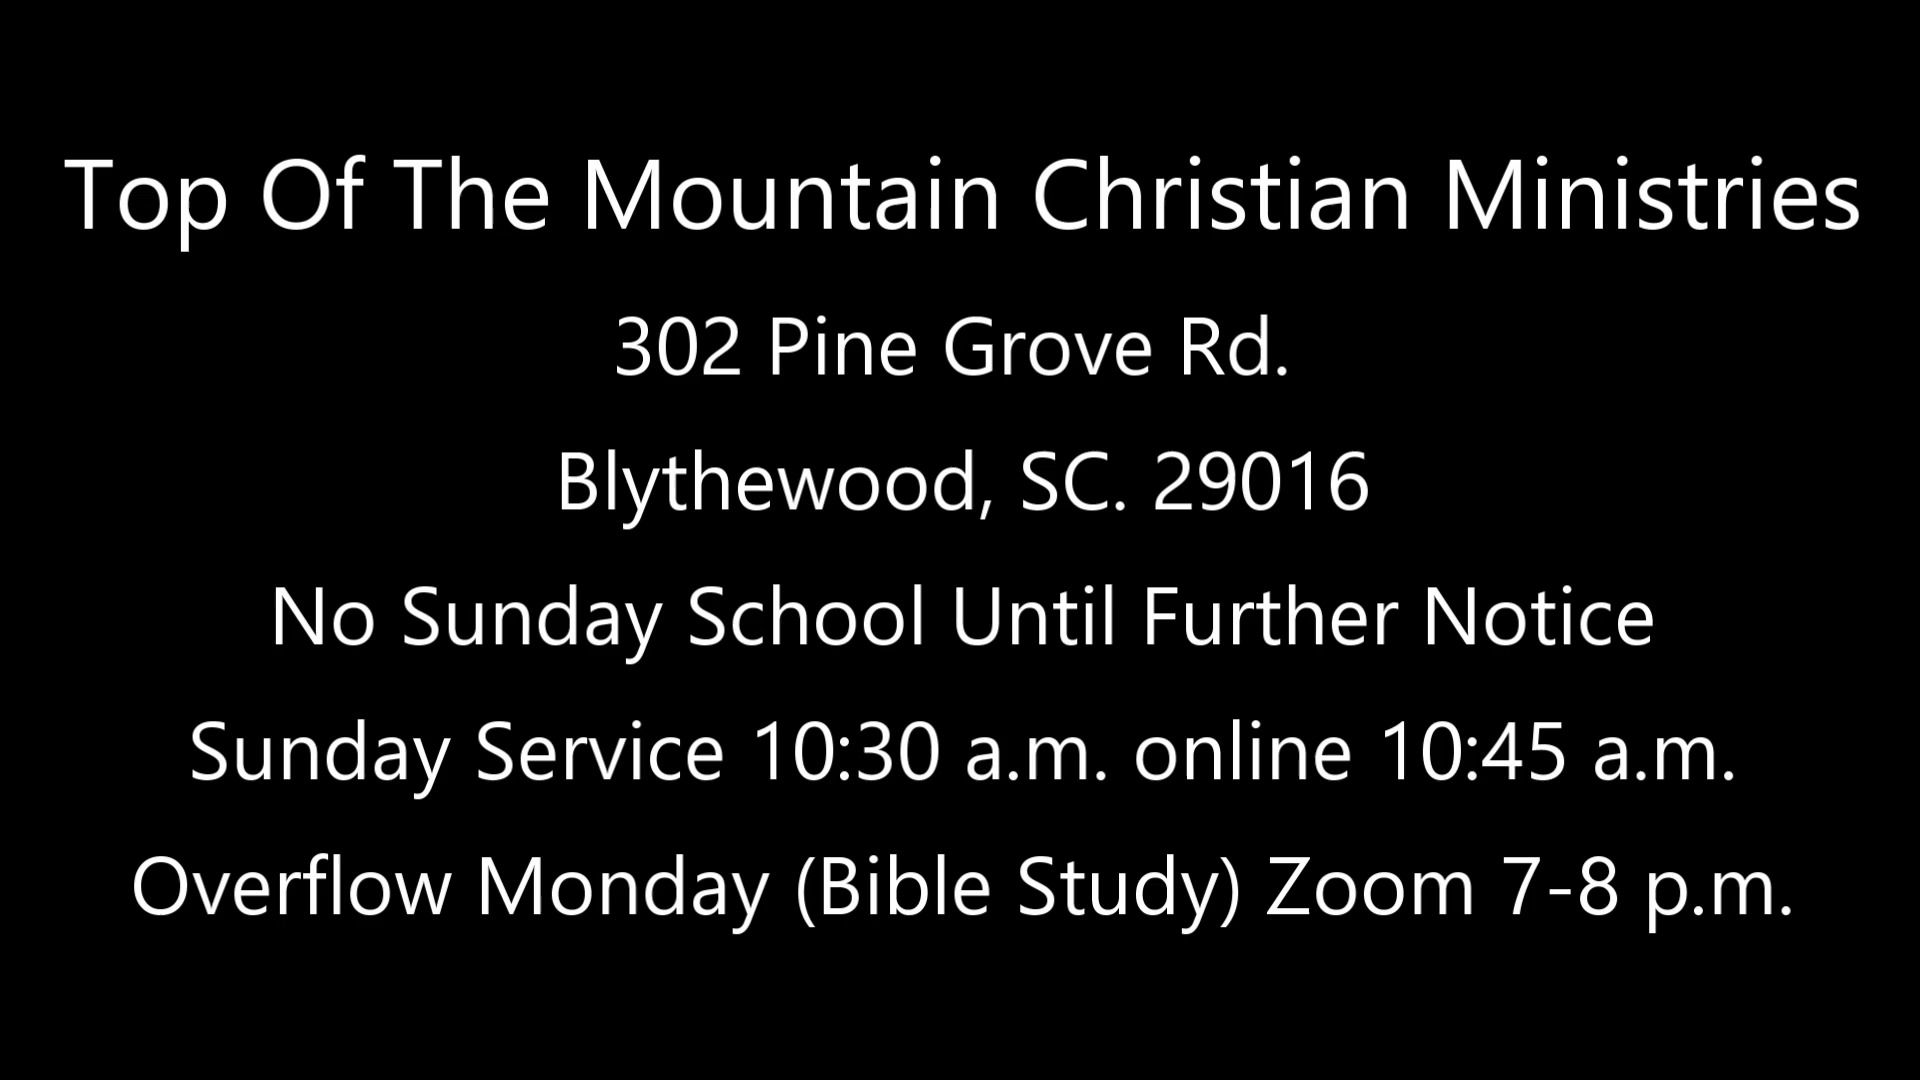 Top Of The Mountain Christian Ministries
302 Pine Grove Rd.
Blythewood, SC. 29016
No Sunday School Until Further Notice
Sunday Service 10:30 a.m. online 10:45 a.m.
Overflow Monday (Bible Study) Zoom 7-8 p.m.